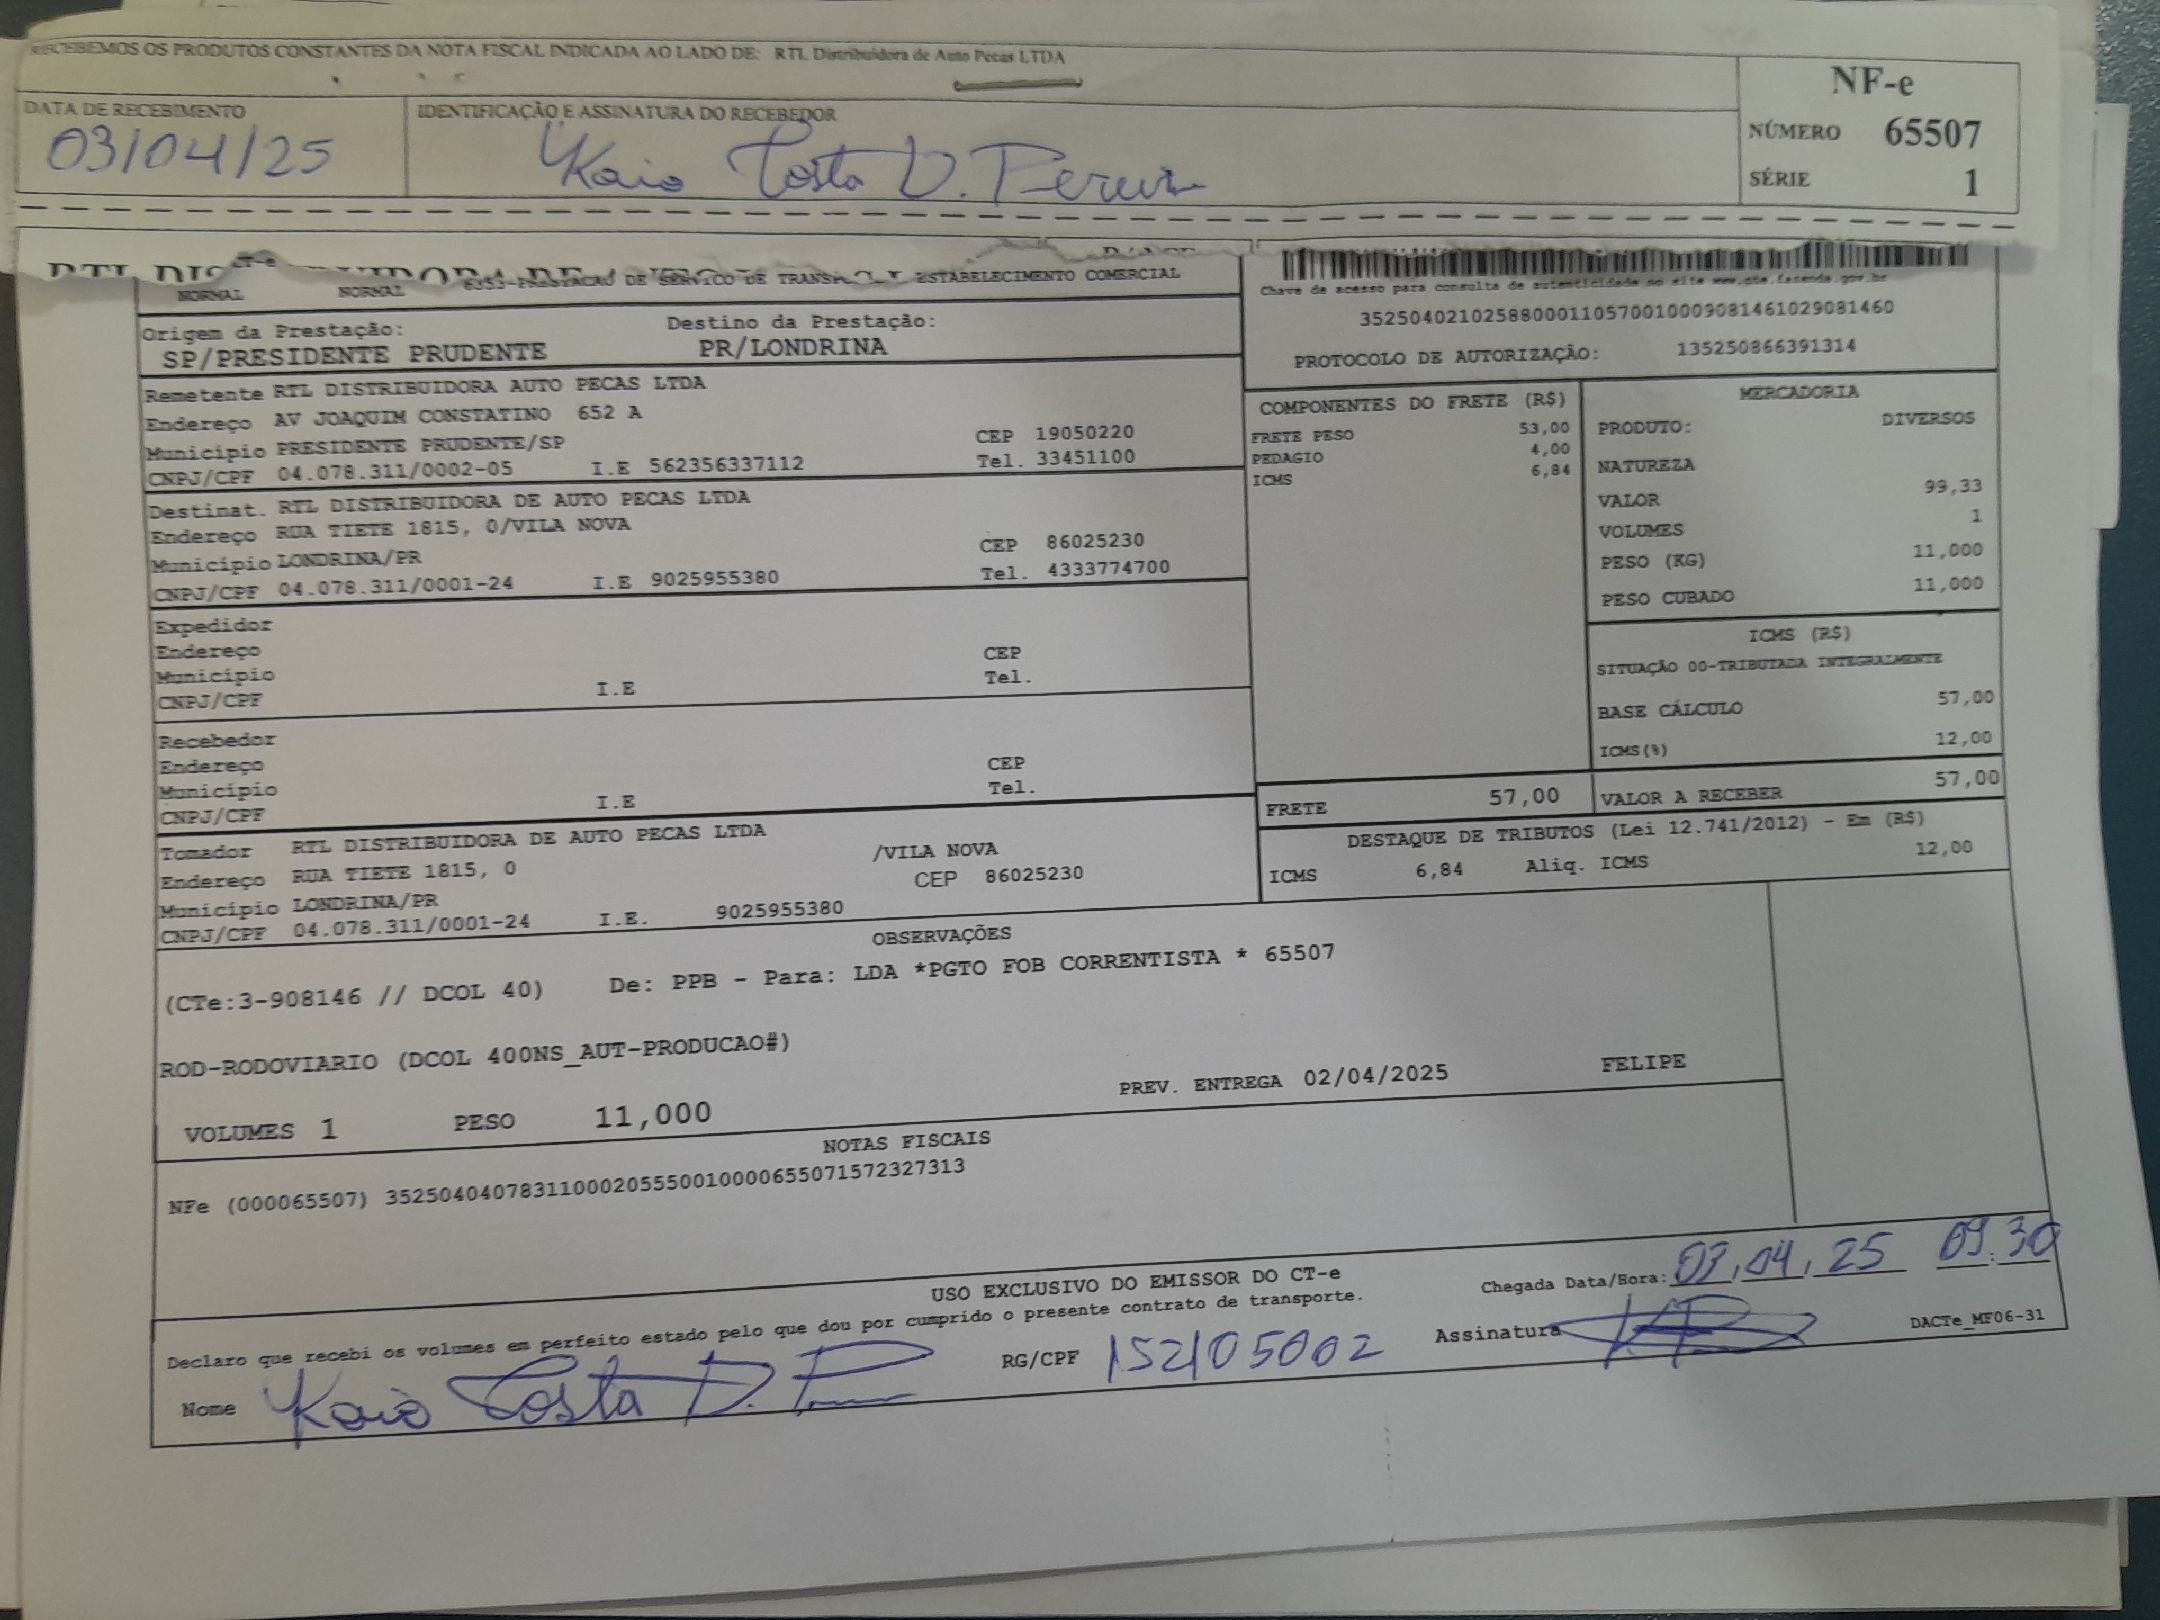 RECEBEMOS OS PRODUTOS CONSTANTES DA NOTA FISCAL INDICADA AO LADO DE: RTL Distribuidora de Auto Pecas LTDA
NF-e
DATA DE RECEBIMENTO IDENTIFICAÇÃO E ASSINATURA DO RECEBEDOR
NÚMERO 65507
03/04/25 Kaio Costa D. Pereira
SÉRIE 1
CT-e
NORMAL NORMAL 6353-PRESTACAO DE SERVICO DE ESTABELECIMENTO COMERCIAL
Chave de acesso para consulta de autenticidade no site www.cte.fazenda.gov.br
35250402102588000110570010009081461029081460
PROTOCOLO DE AUTORIZAÇÃO: 135250866391314
Origem da Prestação: Destino da Prestação:
SP/PRESIDENTE PRUDENTE PR/LONDRINA
Remetente RTL DISTRIBUIDORA AUTO PECAS LTDA
Endereço AV JOAQUIM CONSTATINO 652 A
Município PRESIDENTE PRUDENTE/SP CEP 19050220
CNPJ/CPF 04.078.311/0002-05 I.E 562356337112 Tel. 33451100
Destinat. RTL DISTRIBUIDORA DE AUTO PECAS LTDA
Endereço RUA TIETE 1815, 0/VILA NOVA
Município LONDRINA/PR CEP 86025230
CNPJ/CPF 04.078.311/0001-24 I.E 9025955380 Tel. 4333774700
Expedidor
Endereço
Município CEP
CNPJ/CPF I.E Tel.
Recebedor
Endereço
Município CEP
CNPJ/CPF I.E Tel.
Tomador RTL DISTRIBUIDORA DE AUTO PECAS LTDA
Endereço RUA TIETE 1815, 0 /VILA NOVA
Município LONDRINA/PR CEP 86025230
CNPJ/CPF 04.078.311/0001-24 I.E. 9025955380
COMPONENTES DO FRETE (R$)
FRETE PESO 53,00
PEDAGIO 4,00
ICMS 6,84
MERCADORIA
PRODUTO: DIVERSOS
NATUREZA
VALOR 99,33
VOLUMES 1
PESO (KG) 11,000
PESO CUBADO 11,000
ICMS (R$)
SITUAÇÃO 00-TRIBUTADA INTEGRALMENTE
BASE CÁLCULO 57,00
ICMS(%) 12,00
FRETE 57,00 VALOR A RECEBER 57,00
DESTAQUE DE TRIBUTOS (Lei 12.741/2012) - Em (R$)
ICMS 6,84 Aliq. ICMS 12,00
OBSERVAÇÕES
(CTe:3-908146 // DCOL 40) De: PPB - Para: LDA *PGTO FOB CORRENTISTA * 65507
ROD-RODOVIARIO (DCOL 400NS_AUT-PRODUCAO#)
PREV. ENTREGA 02/04/2025 FELIPE
VOLUMES 1 PESO 11,000
NOTAS FISCAIS
NFe (000065507) 35250404078311000205550010000655071572327313
USO EXCLUSIVO DO EMISSOR DO CT-e
Chegada Data/Hora: 03,04,25 09:30
Declaro que recebi os volumes em perfeito estado pelo que dou por cumprido o presente contrato de transporte.
Nome Kaio Costa D. RG/CPF 152105002 Assinatura DACTe_MF06-31